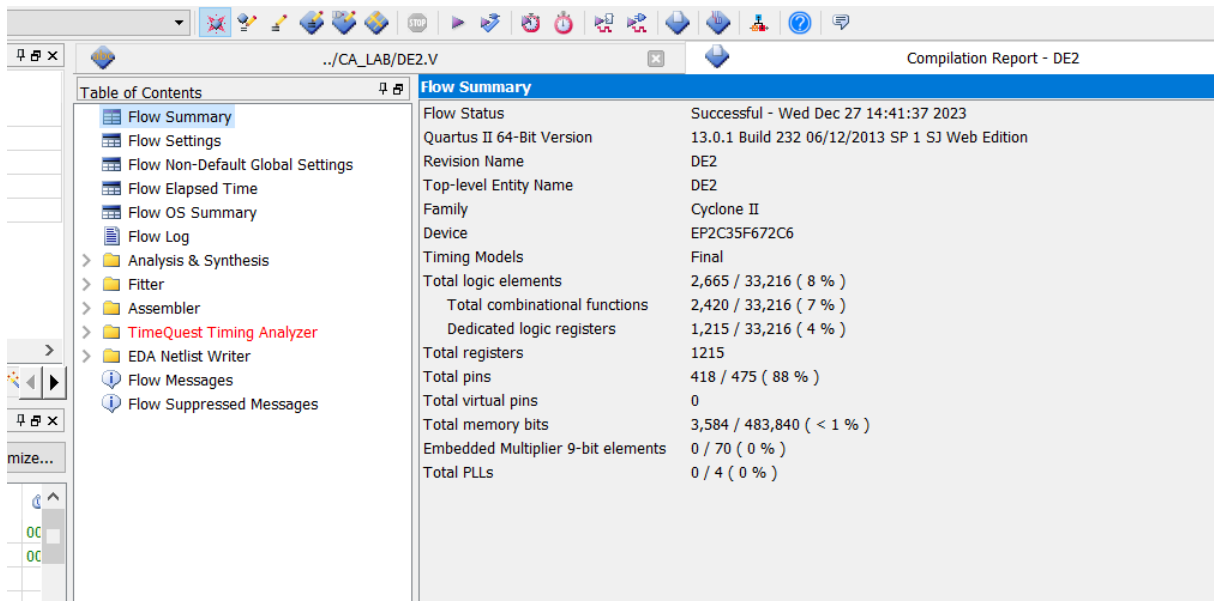 ../CA_LAB/DE2.V
Compilation Report - DE2
Table of Contents
Flow Summary
Flow Settings
Flow Non-Default Global Settings
Flow Elapsed Time
Flow OS Summary
Flow Log
Analysis & Synthesis
Fitter
Assembler
TimeQuest Timing Analyzer
EDA Netlist Writer
Flow Messages
Flow Suppressed Messages
Flow Summary
Flow Status Successful - Wed Dec 27 14:41:37 2023
Quartus II 64-Bit Version 13.0.1 Build 232 06/12/2013 SP 1 SJ Web Edition
Revision Name DE2
Top-level Entity Name DE2
Family Cyclone II
Device EP2C35F672C6
Timing Models Final
Total logic elements 2,665 / 33,216 ( 8 % )
Total combinational functions 2,420 / 33,216 ( 7 % )
Dedicated logic registers 1,215 / 33,216 ( 4 % )
Total registers 1215
Total pins 418 / 475 ( 88 % )
Total virtual pins 0
Total memory bits 3,584 / 483,840 ( < 1 % )
Embedded Multiplier 9-bit elements 0 / 70 ( 0 % )
Total PLLs 0 / 4 ( 0 % )
mize...
00
00